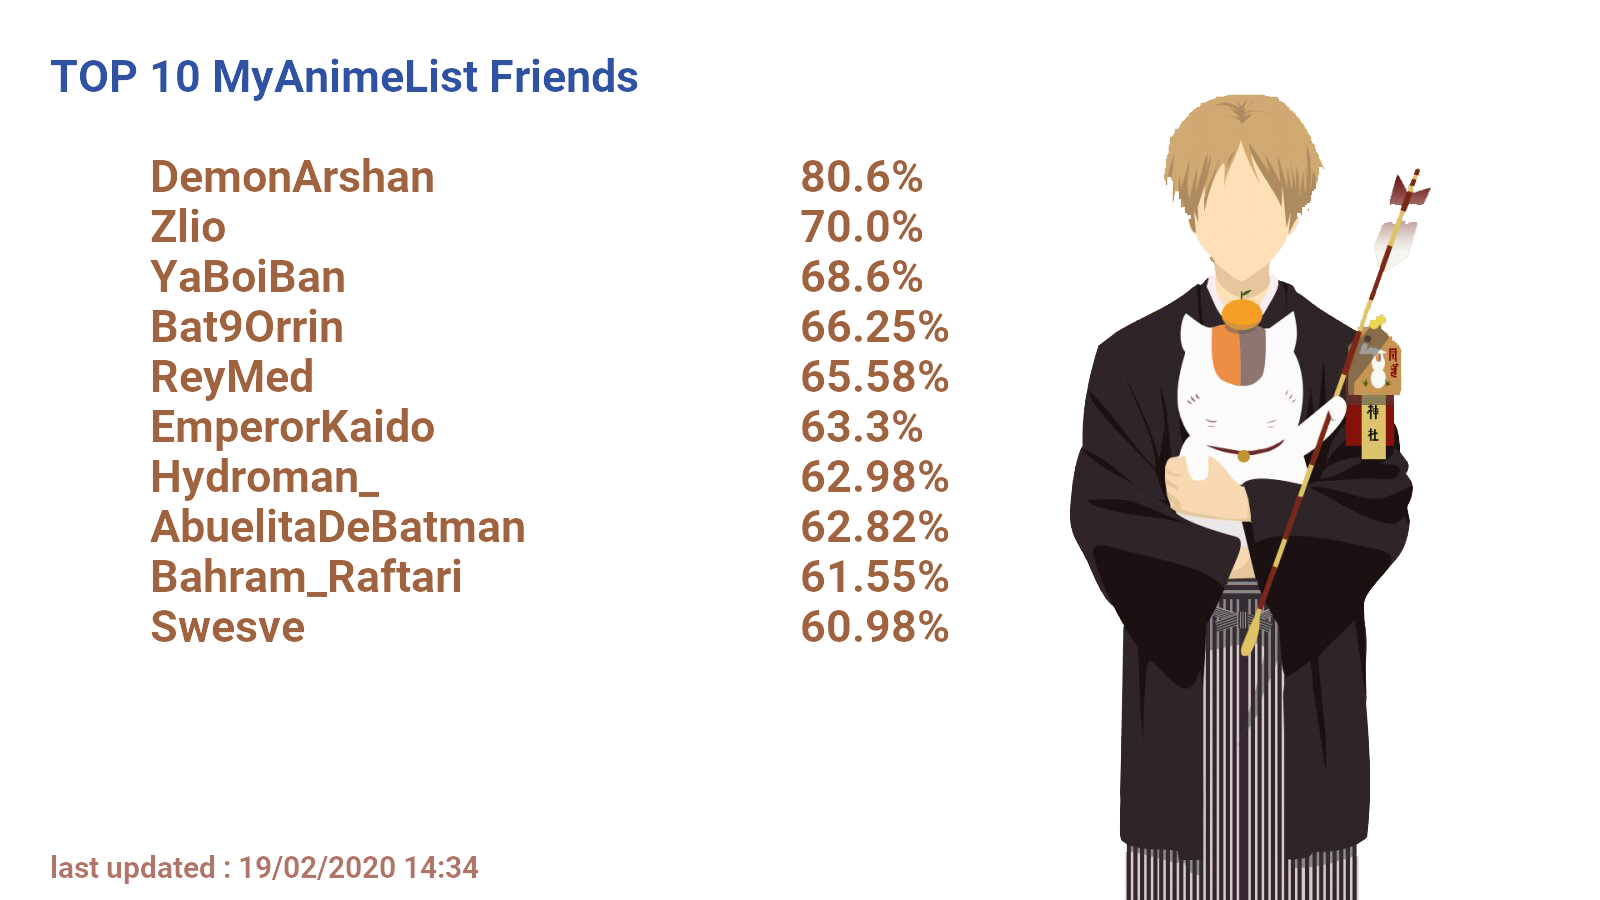 TOP 10 MyAnimeList Friends
DemonArshan 80.6%
Zlio 70.0%
YaBoiBan 68.6%
Bat9Orrin 66.25%
ReyMed 65.58%
EmperorKaido 63.3%
Hydroman_ 62.98%
AbuelitaDeBatman 62.82%
Bahram_Raftari 61.55%
Swesve 60.98%
神社
last updated : 19/02/2020 14:34